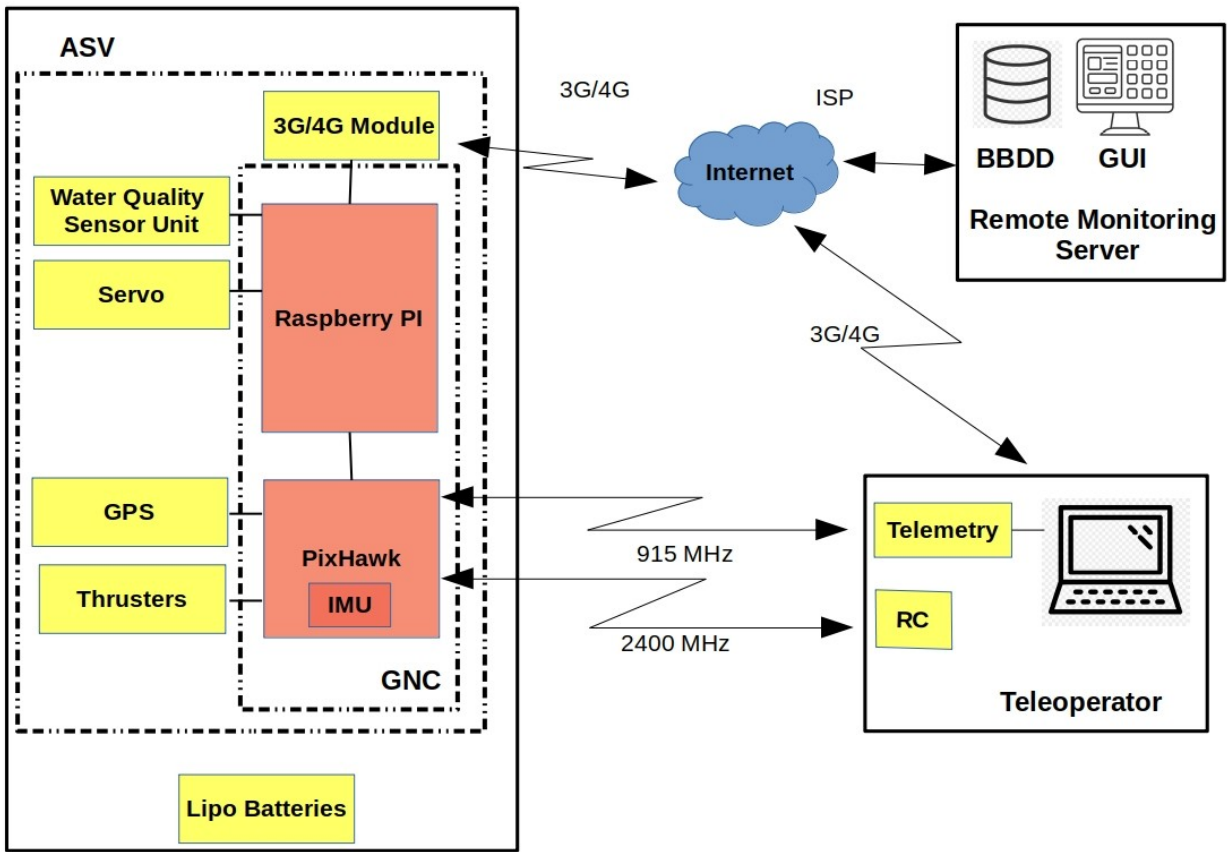 ASV
3G/4G Module
Water Quality
Sensor Unit
Servo
Raspberry PI
GPS
Thrusters
PixHawk
IMU
GNC
Lipo Batteries
3G/4G
ISP
Internet
BBDD
GUI
Remote Monitoring
Server
3G/4G
915 MHz
2400 MHz
Telemetry
RC
Teleoperator